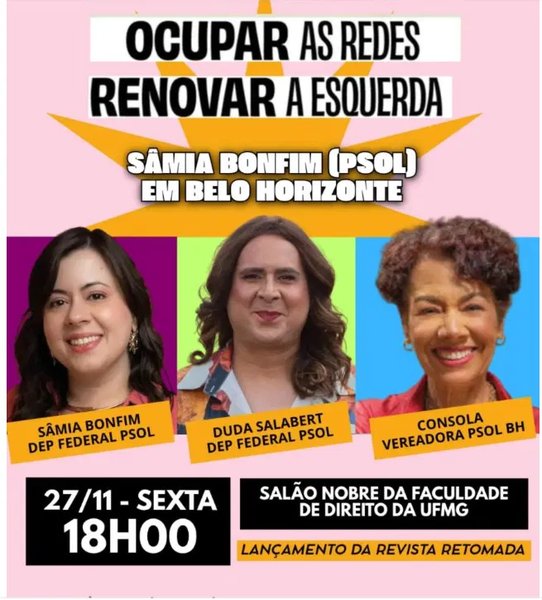 OCUPAR AS REDES
RENOVAR A ESQUERDA
SÂMIA BONFIM (PSOL)
EM BELO HORIZONTE
SÂMIA BONFIM
DEP FEDERAL PSOL
DUDA SALABERT
DEP FEDERAL PSOL
CONSOLA
VEREADORA PSOL BH
27/11 - SEXTA
18H00
SALÃO NOBRE DA FACULDADE
DE DIREITO DA UFMG
LANÇAMENTO DA REVISTA RETOMADA